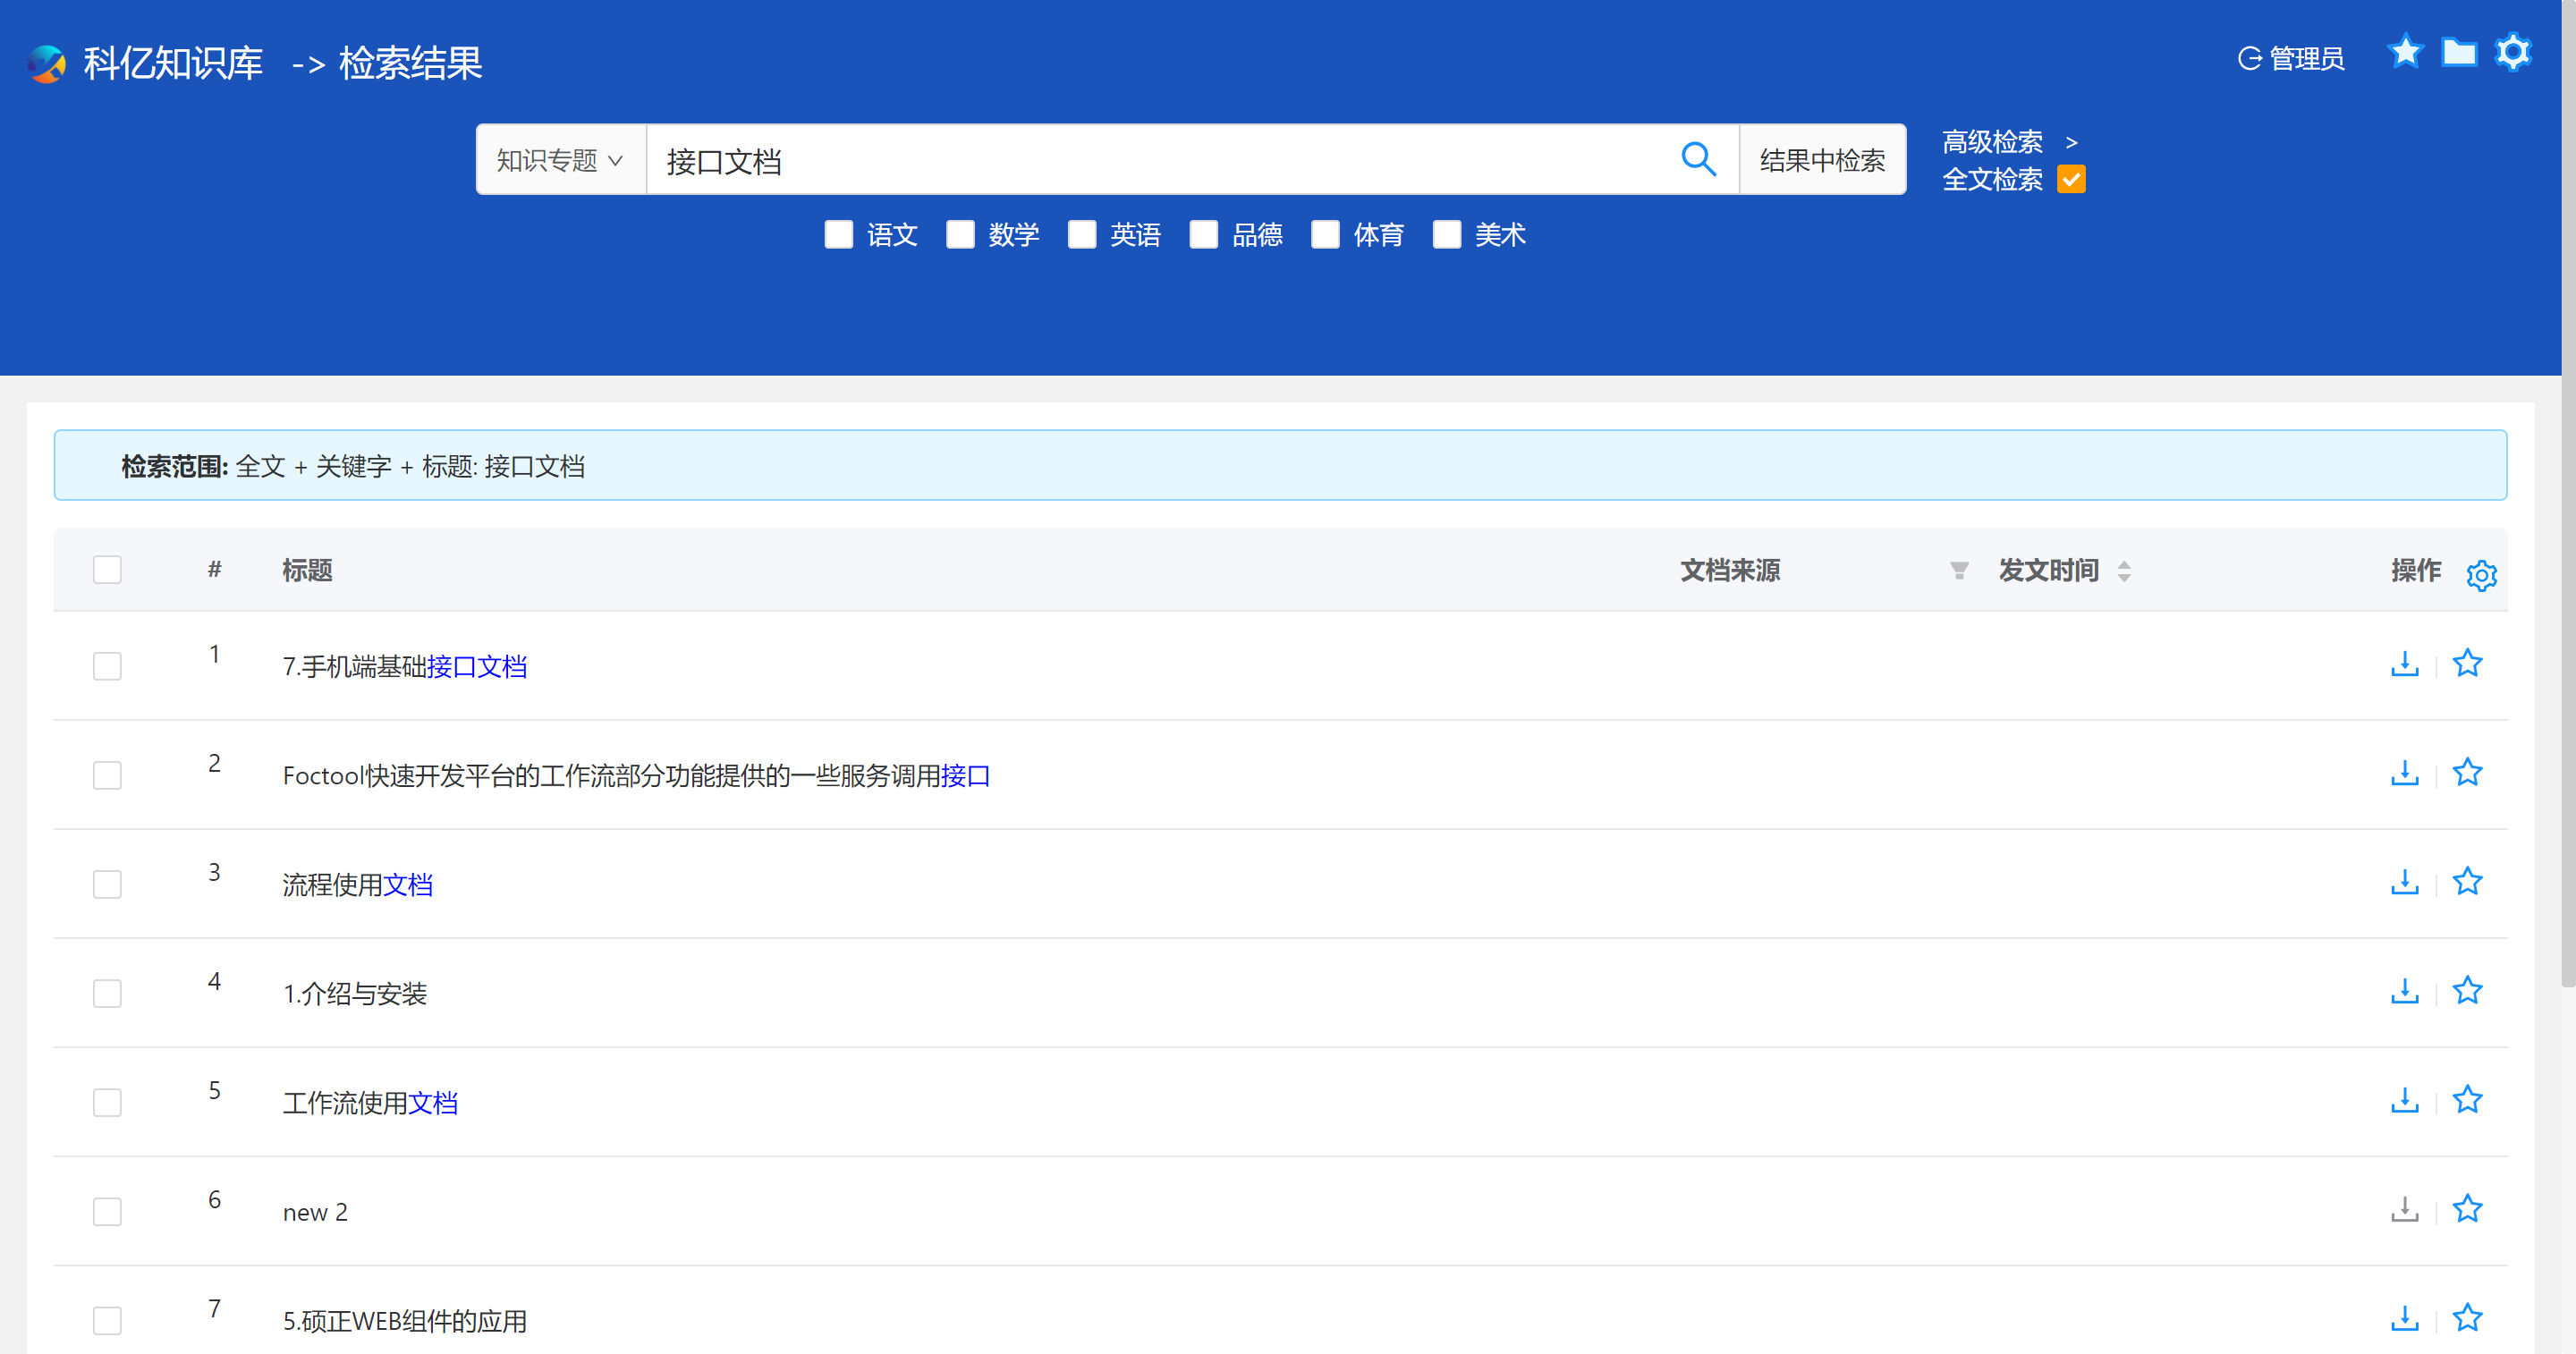 科亿知识库 -> 检索结果
管理员
知识专题 接口文档 结果中检索
高级检索 >
全文检索
语文 数学 英语 品德 体育 美术
检索范围: 全文 + 关键字 + 标题: 接口文档
# 标题 文档来源 发文时间 操作
1 7.手机端基础接口文档
2 Foctool快速开发平台的工作流部分功能提供的一些服务调用接口
3 流程使用文档
4 1.介绍与安装
5 工作流使用文档
6 new 2
7 5.硕正WEB组件的应用